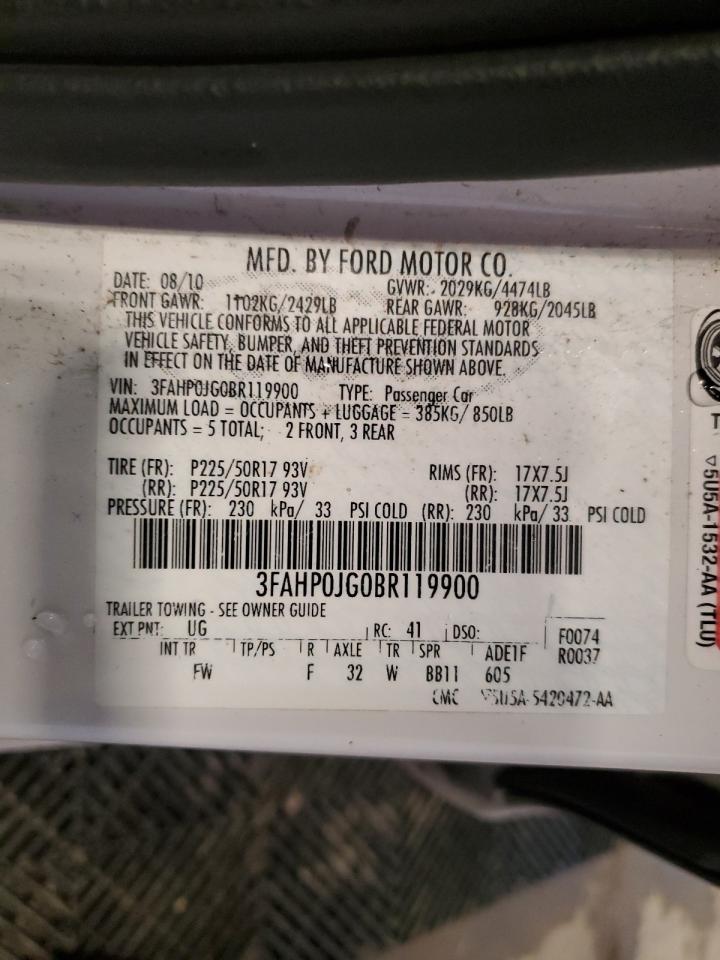 MFD. BY FORD MOTOR CO.
DATE: 08/10 GVWR: 2029KG/4474LB
FRONT GAWR: 1102KG/2429LB REAR GAWR: 928KG/2045LB
THIS VEHICLE CONFORMS TO ALL APPLICABLE FEDERAL MOTOR
VEHICLE SAFETY, BUMPER, AND THEFT PREVENTION STANDARDS
IN EFFECT ON THE DATE OF MANUFACTURE SHOWN ABOVE.
VIN: 3FAHP0JG0BR119900 TYPE: Passenger Car
MAXIMUM LOAD = OCCUPANTS + LUGGAGE = 385KG/ 850LB
OCCUPANTS = 5 TOTAL; 2 FRONT, 3 REAR
TIRE (FR): P225/50R17 93V RIMS (FR): 17X7.5J
(RR): P225/50R17 93V (RR): 17X7.5J
PRESSURE (FR): 230 kPa/ 33 PSI COLD (RR): 230 kPa/ 33 PSI COLD
3FAHP0JG0BR119900
TRAILER TOWING - SEE OWNER GUIDE
EXT PNT: UG RC: 41 DSO: F0074
INT TR TP/PS R AXLE TR SPR ADE1F R0037
FW F 32 W BB11 605
CMC 5U5A-5420472-AA
T
▽5U5A-1532-AA (TLU)